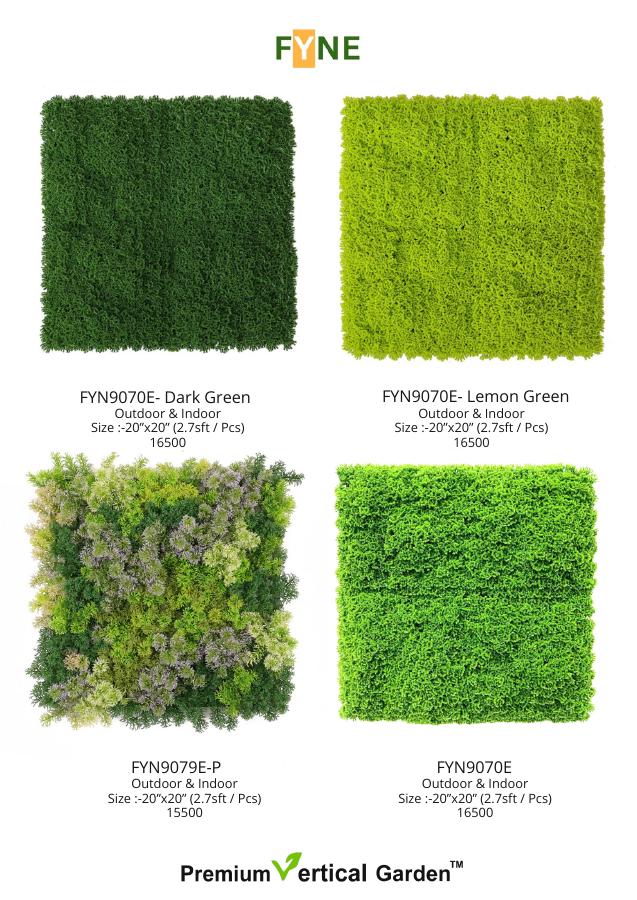 FYNE
FYN9070E- Dark Green
Outdoor & Indoor
Size :-20”x20” (2.7sft / Pcs)
16500
FYN9070E- Lemon Green
Outdoor & Indoor
Size :-20”x20” (2.7sft / Pcs)
16500
FYN9079E-P
Outdoor & Indoor
Size :-20”x20” (2.7sft / Pcs)
15500
FYN9070E
Outdoor & Indoor
Size :-20”x20” (2.7sft / Pcs)
16500
Premium Vertical Garden™